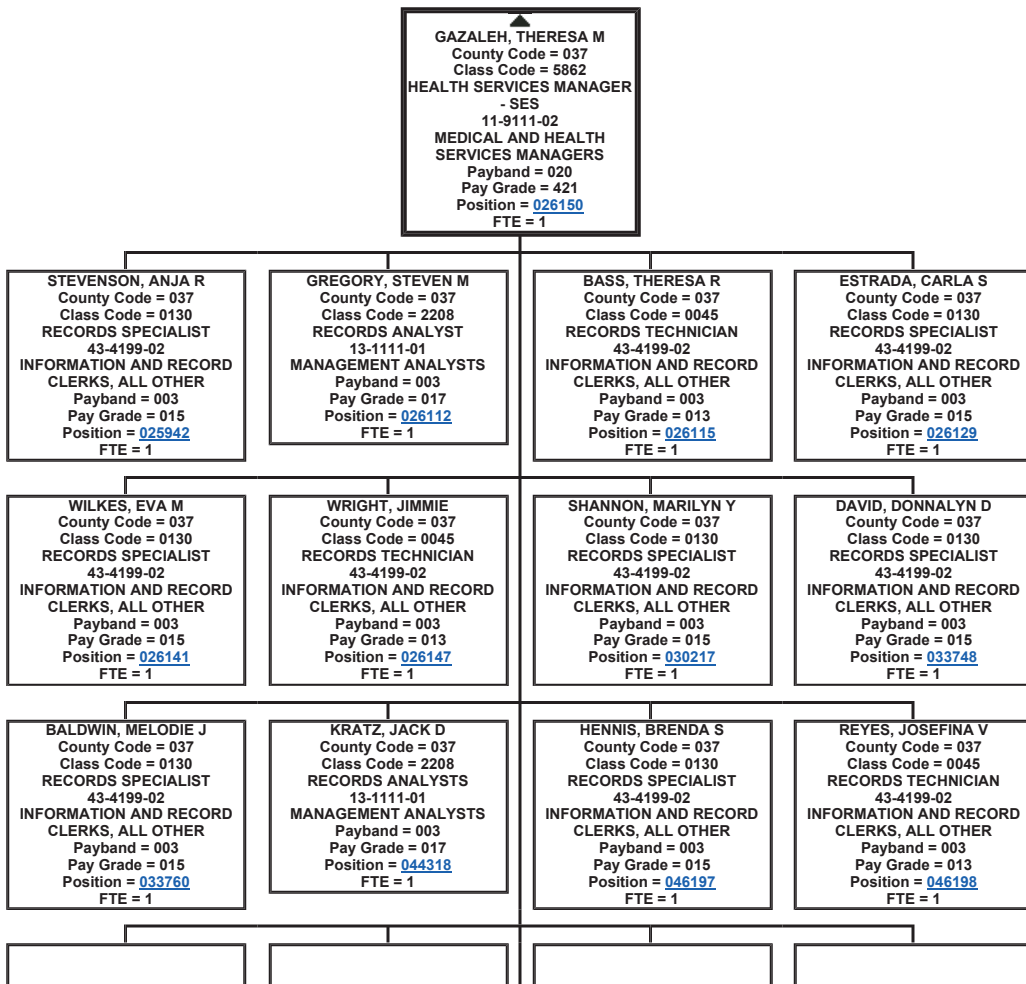 GAZALEH, THERESA M
County Code = 037
Class Code = 5862
HEALTH SERVICES MANAGER
- SES
11-9111-02
MEDICAL AND HEALTH
SERVICES MANAGERS
Payband = 020
Pay Grade = 421
Position = 026150
FTE = 1
STEVENSON, ANJA R
County Code = 037
Class Code = 0130
RECORDS SPECIALIST
43-4199-02
INFORMATION AND RECORD
CLERKS, ALL OTHER
Payband = 003
Pay Grade = 015
Position = 025942
FTE = 1
GREGORY, STEVEN M
County Code = 037
Class Code = 2208
RECORDS ANALYST
13-1111-01
MANAGEMENT ANALYSTS
Payband = 003
Pay Grade = 017
Position = 026112
FTE = 1
BASS, THERESA R
County Code = 037
Class Code = 0045
RECORDS TECHNICIAN
43-4199-02
INFORMATION AND RECORD
CLERKS, ALL OTHER
Payband = 003
Pay Grade = 013
Position = 026115
FTE = 1
ESTRADA, CARLA S
County Code = 037
Class Code = 0130
RECORDS SPECIALIST
43-4199-02
INFORMATION AND RECORD
CLERKS, ALL OTHER
Payband = 003
Pay Grade = 015
Position = 026129
FTE = 1
WILKES, EVA M
County Code = 037
Class Code = 0130
RECORDS SPECIALIST
43-4199-02
INFORMATION AND RECORD
CLERKS, ALL OTHER
Payband = 003
Pay Grade = 015
Position = 026141
FTE = 1
WRIGHT, JIMMIE
County Code = 037
Class Code = 0045
RECORDS TECHNICIAN
43-4199-02
INFORMATION AND RECORD
CLERKS, ALL OTHER
Payband = 003
Pay Grade = 013
Position = 026147
FTE = 1
SHANNON, MARILYN Y
County Code = 037
Class Code = 0130
RECORDS SPECIALIST
43-4199-02
INFORMATION AND RECORD
CLERKS, ALL OTHER
Payband = 003
Pay Grade = 015
Position = 030217
FTE = 1
DAVID, DONNALYN D
County Code = 037
Class Code = 0130
RECORDS SPECIALIST
43-4199-02
INFORMATION AND RECORD
CLERKS, ALL OTHER
Payband = 003
Pay Grade = 015
Position = 033748
FTE = 1
BALDWIN, MELODIE J
County Code = 037
Class Code = 0130
RECORDS SPECIALIST
43-4199-02
INFORMATION AND RECORD
CLERKS, ALL OTHER
Payband = 003
Pay Grade = 015
Position = 033760
FTE = 1
KRATZ, JACK D
County Code = 037
Class Code = 2208
RECORDS ANALYSTS
13-1111-01
MANAGEMENT ANALYSTS
Payband = 003
Pay Grade = 017
Position = 044318
FTE = 1
HENNIS, BRENDA S
County Code = 037
Class Code = 0130
RECORDS SPECIALIST
43-4199-02
INFORMATION AND RECORD
CLERKS, ALL OTHER
Payband = 003
Pay Grade = 015
Position = 046197
FTE = 1
REYES, JOSEFINA V
County Code = 037
Class Code = 0045
RECORDS TECHNICIAN
43-4199-02
INFORMATION AND RECORD
CLERKS, ALL OTHER
Payband = 003
Pay Grade = 013
Position = 046198
FTE = 1